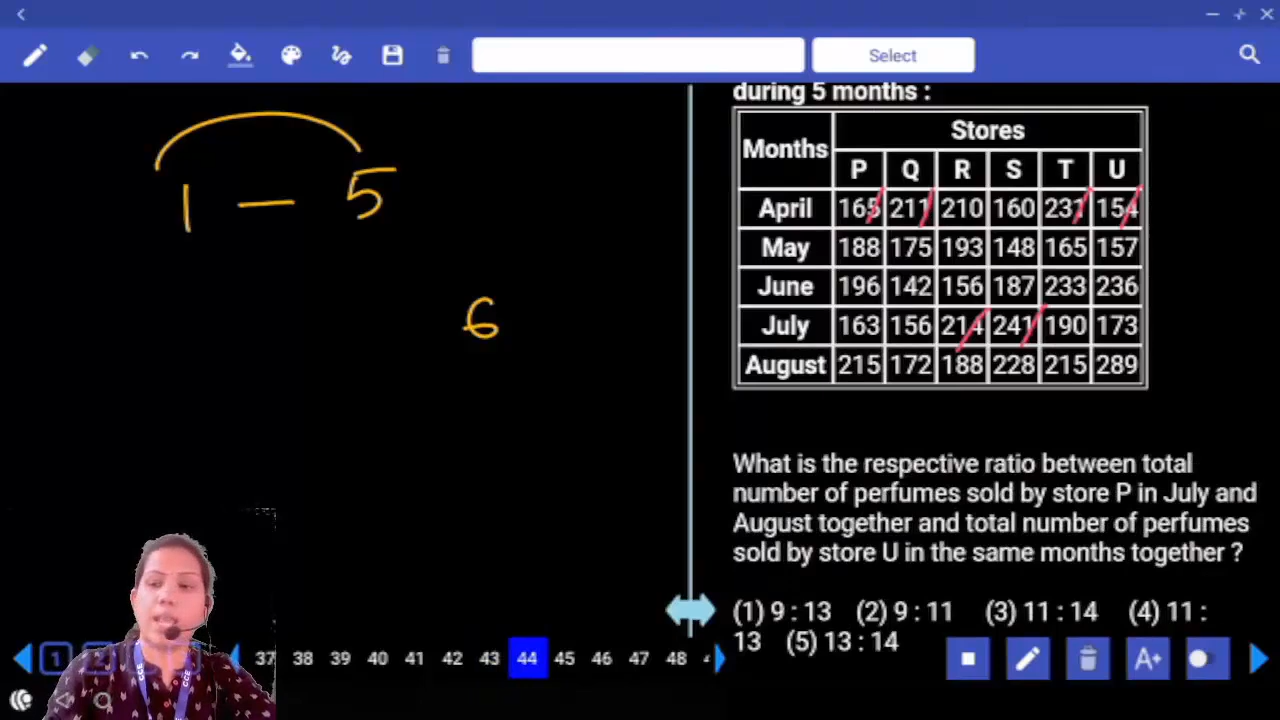 Select
1 — 5
6
during 5 months :
Months Stores
P Q R S T U
April 165 211 210 160 231 154
May 188 175 193 148 165 157
June 196 142 156 187 233 236
July 163 156 214 241 190 173
August 215 172 188 228 215 289
What is the respective ratio between total
number of perfumes sold by store P in July and
August together and total number of perfumes
sold by store U in the same months together ?
(1) 9 : 13 (2) 9 : 11 (3) 11 : 14 (4) 11 :
13 (5) 13 : 14
1 2 37 38 39 40 41 42 43 44 45 46 47 48
A+
CCE